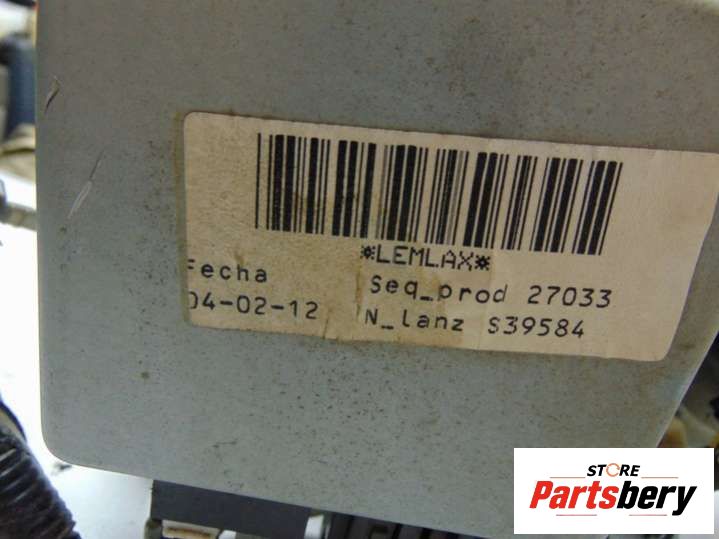 *LEMLAX*
Fecha
Seq_prod 27033
04-02-12
N_lanz S39584
STORE
Partsbery